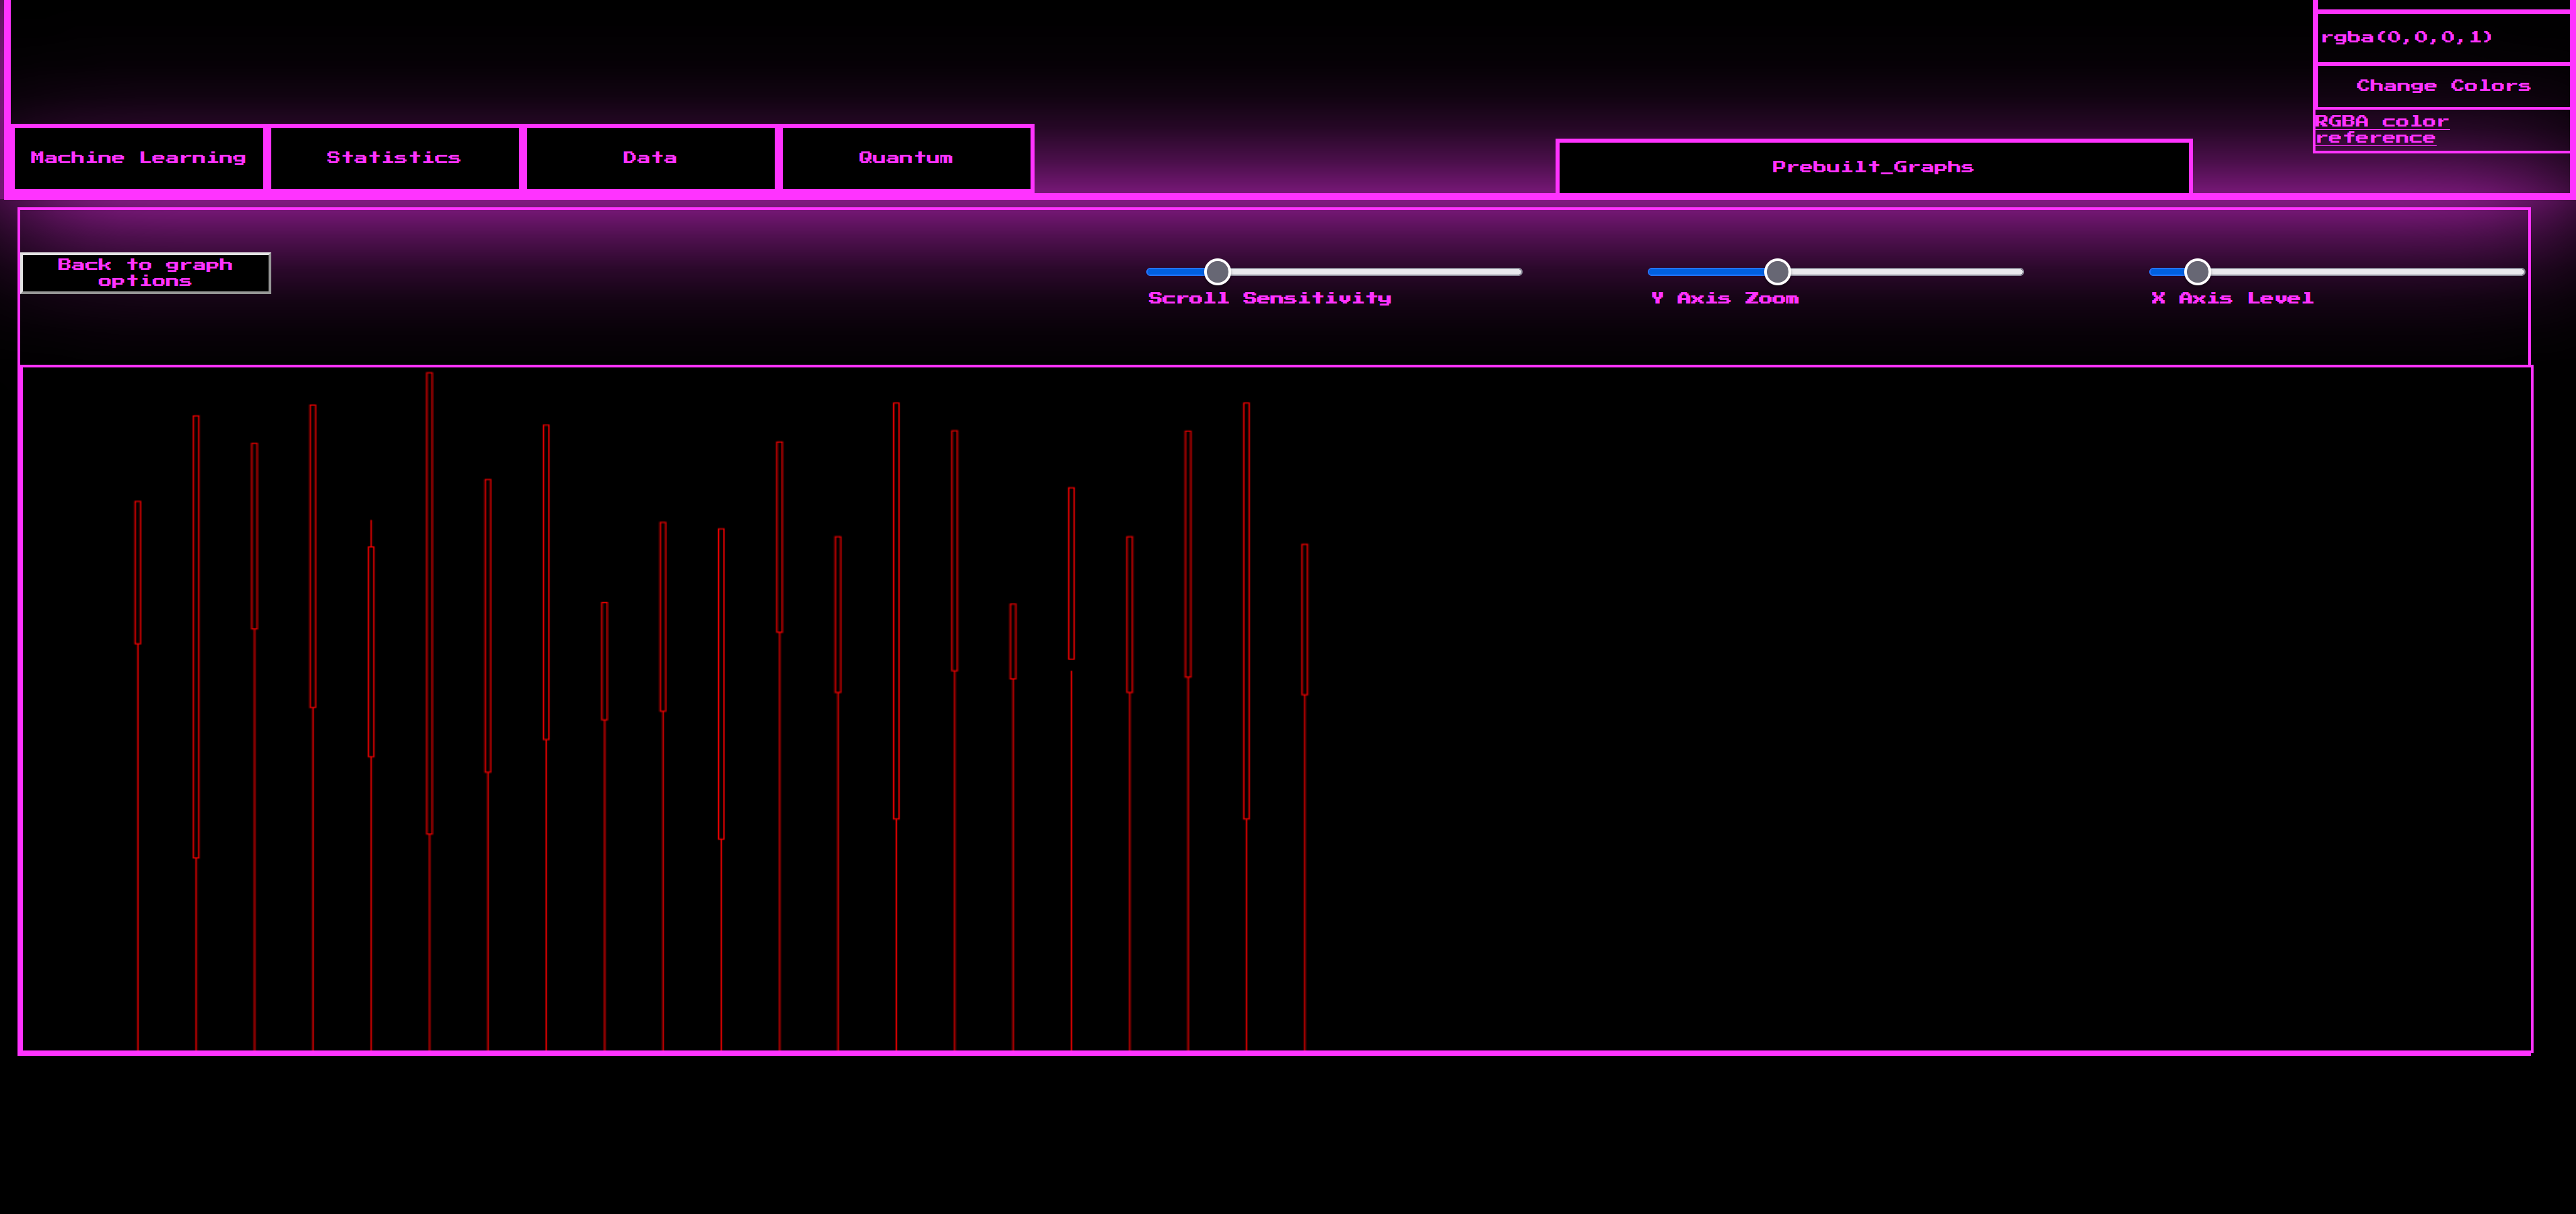 rgba(0,0,0,1)
Change Colors
RGBA color
reference
Machine Learning
Statistics
Data
Quantum
Prebuilt_Graphs
Back to graph
options
Scroll Sensitivity
Y Axis Zoom
X Axis Level